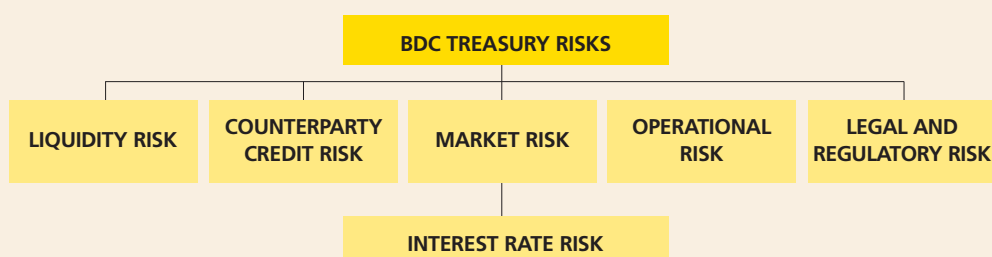 BDC TREASURY RISKS
LIQUIDITY RISK
COUNTERPARTY
CREDIT RISK
MARKET RISK
OPERATIONAL
RISK
LEGAL AND
REGULATORY RISK
INTEREST RATE RISK